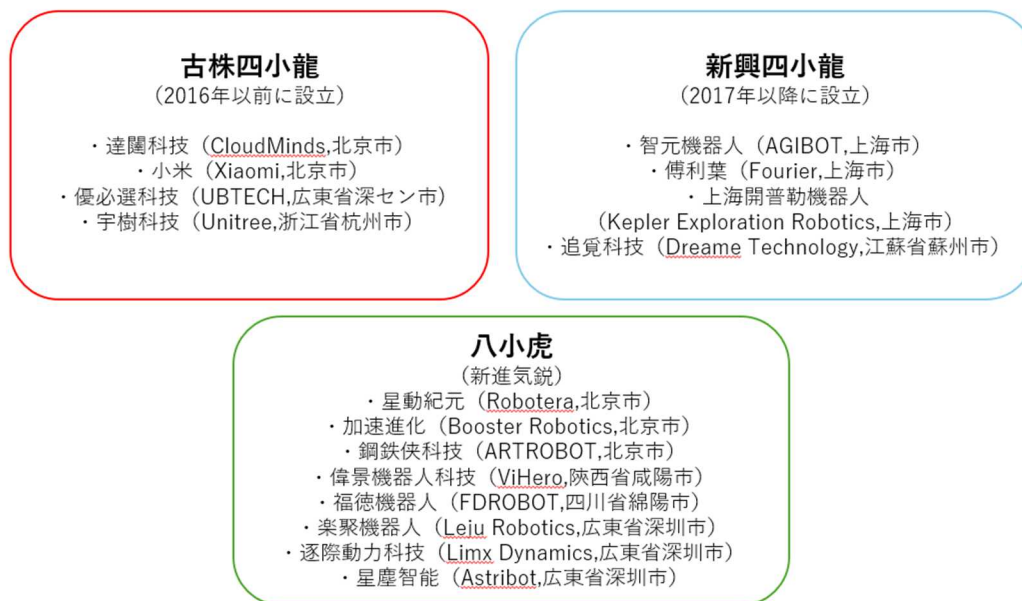 古株四小龍
（2016年以前に設立）
・達闥科技（CloudMinds,北京市）
・小米（Xiaomi,北京市）
・優必選科技（UBTECH,広東省深セン市）
・宇樹科技（Unitree,浙江省杭州市）
新興四小龍
（2017年以降に設立）
・智元機器人（AGIBOT,上海市）
・傅利葉（Fourier,上海市）
・上海開普勒機器人
(Kepler Exploration Robotics,上海市）
・追覓科技（Dreame Technology,江蘇省蘇州市）
八小虎
（新進気鋭）
・星動紀元（Robotera,北京市）
・加速進化（Booster Robotics,北京市）
・鋼鉄侠科技（ARTROBOT,北京市）
・偉景機器人科技（ViHero,陝西省咸陽市）
・福徳機器人（FDROBOT,四川省綿陽市）
・楽聚機器人（Leju Robotics,広東省深圳市）
・逐際動力科技（Limx Dynamics,広東省深圳市）
・星塵智能（Astribot,広東省深圳市）